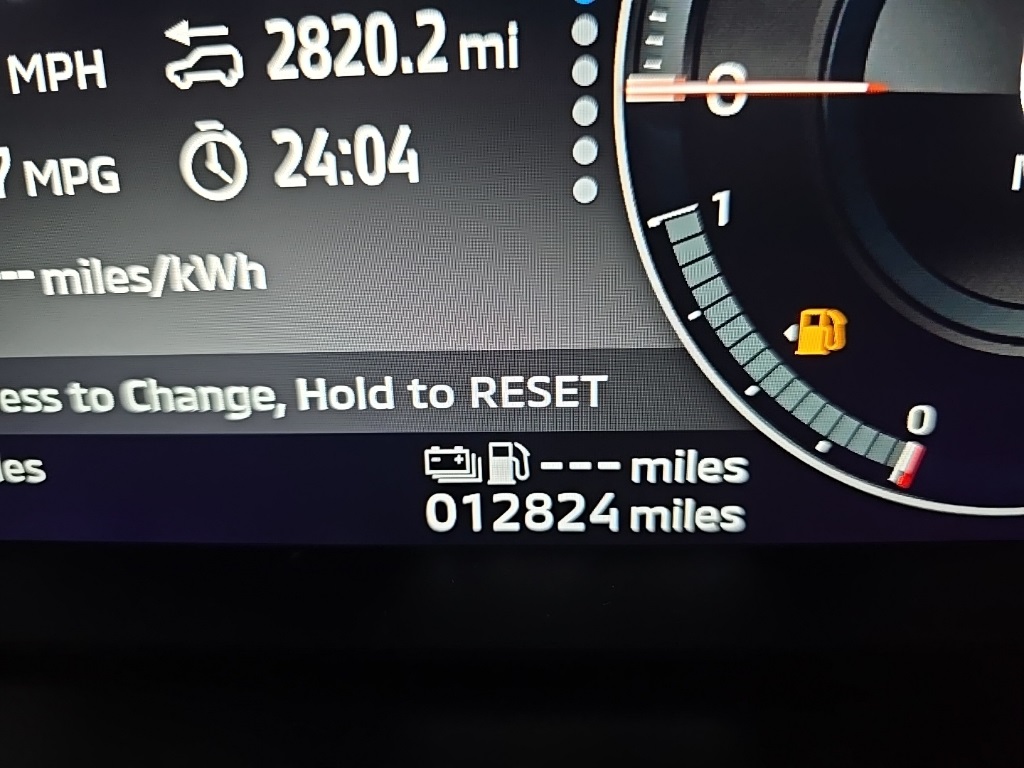 MPH 2820.2 mi
0
MPG 24:04
1
-- miles/kWh
ess to Change, Hold to RESET
0
les --- miles
012824 miles